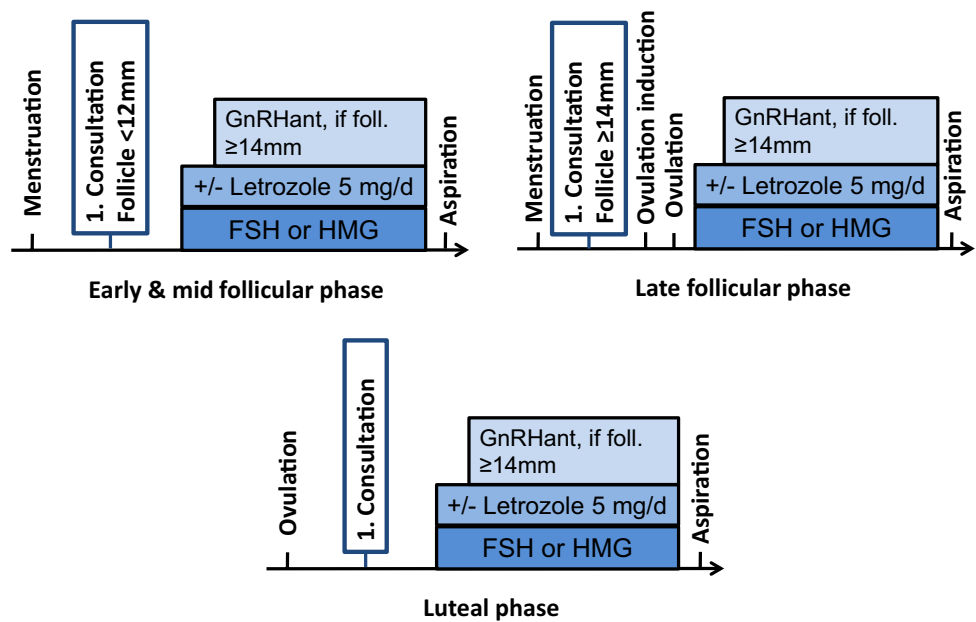 Menstruation
1. Consultation
Follicle <12mm
GnRHant, if foll.
≥14mm
+/- Letrozole 5 mg/d
FSH or HMG
Aspiration
Early & mid follicular phase
Menstruation
1. Consultation
Follicle ≥14mm
Ovulation induction
Ovulation
GnRHant, if foll.
≥14mm
+/- Letrozole 5 mg/d
FSH or HMG
Aspiration
Late follicular phase
Ovulation
1. Consultation
GnRHant, if foll.
≥14mm
+/- Letrozole 5 mg/d
FSH or HMG
Aspiration
Luteal phase